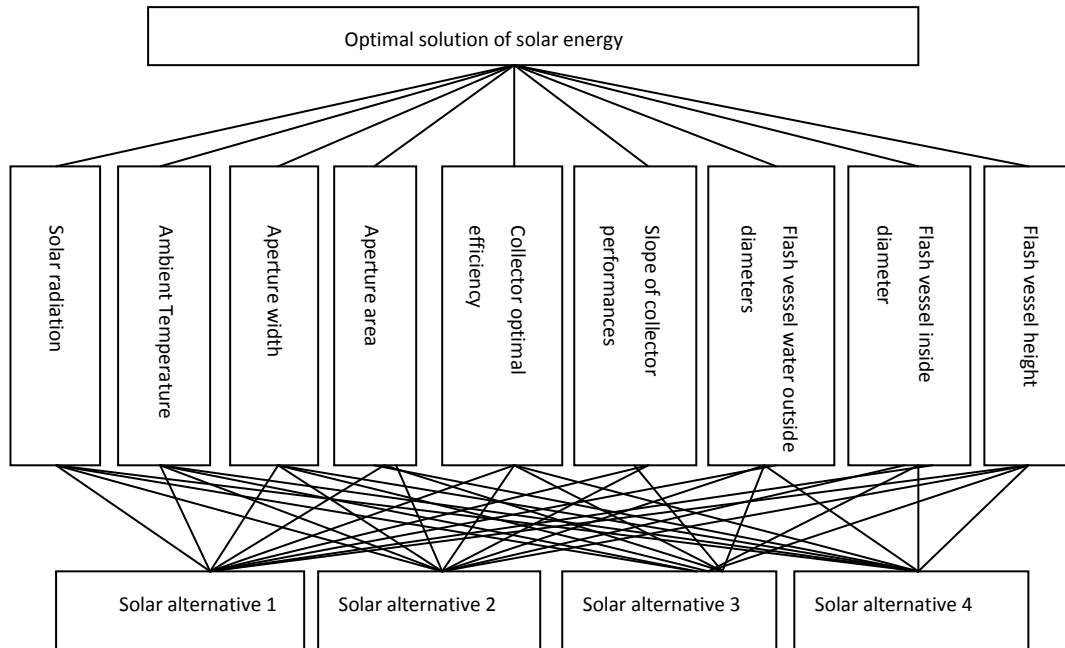 Optimal solution of solar energy
Solar radiation
Ambient Temperature
Aperture width
Aperture area
Collector optimal
efficiency
Slope of collector
performances
Flash vessel water outside
diameters
Flash vessel inside
diameter
Flash vessel height
Solar alternative 1
Solar alternative 2
Solar alternative 3
Solar alternative 4